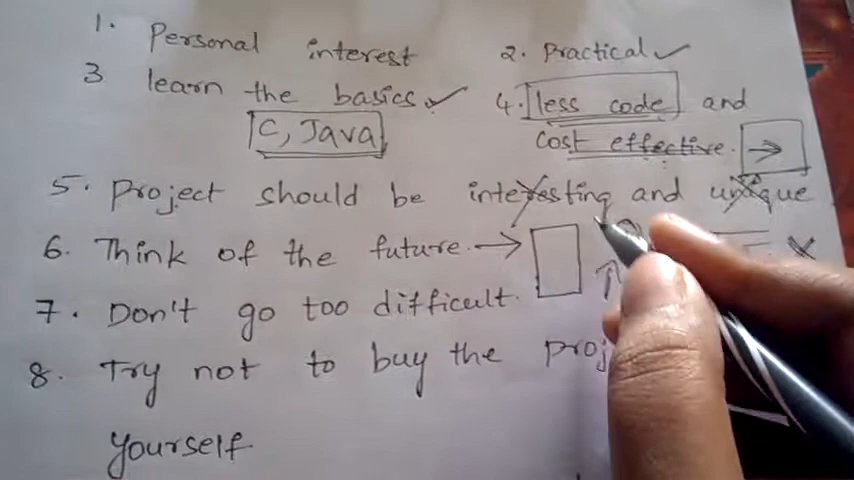 1. Personal interest 2. Practical
3 learn the basics 4. less code and
C, Java cost effective.
5. Project should be interesting and unique
6. Think of the future.
7. Don't go too difficult.
8. Try not to buy the
yourself